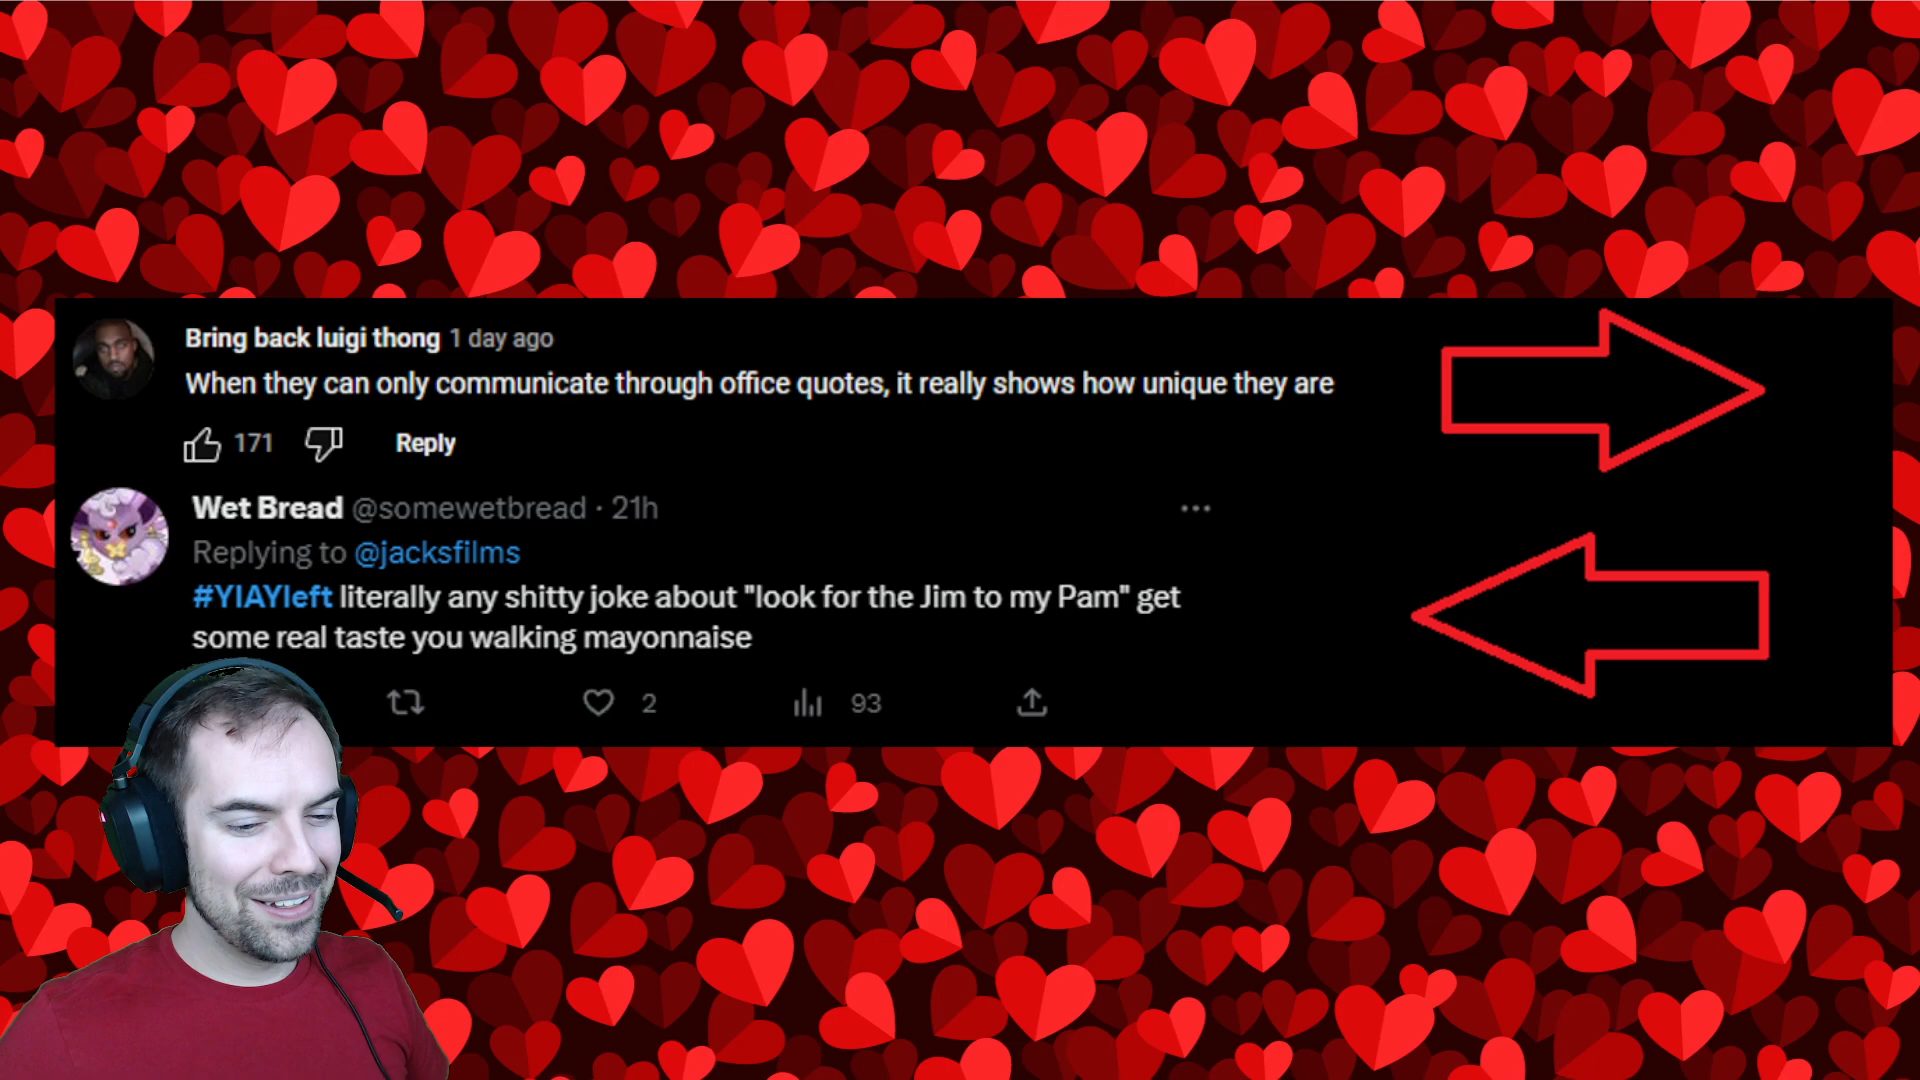 Bring back luigi thong 1 day ago
When they can only communicate through office quotes, it really shows how unique they are
171 Reply
Wet Bread @somewetbread · 21h
Replying to @jacksfilms
#YIAYleft literally any shitty joke about "look for the Jim to my Pam" get
some real taste you walking mayonnaise
2 93